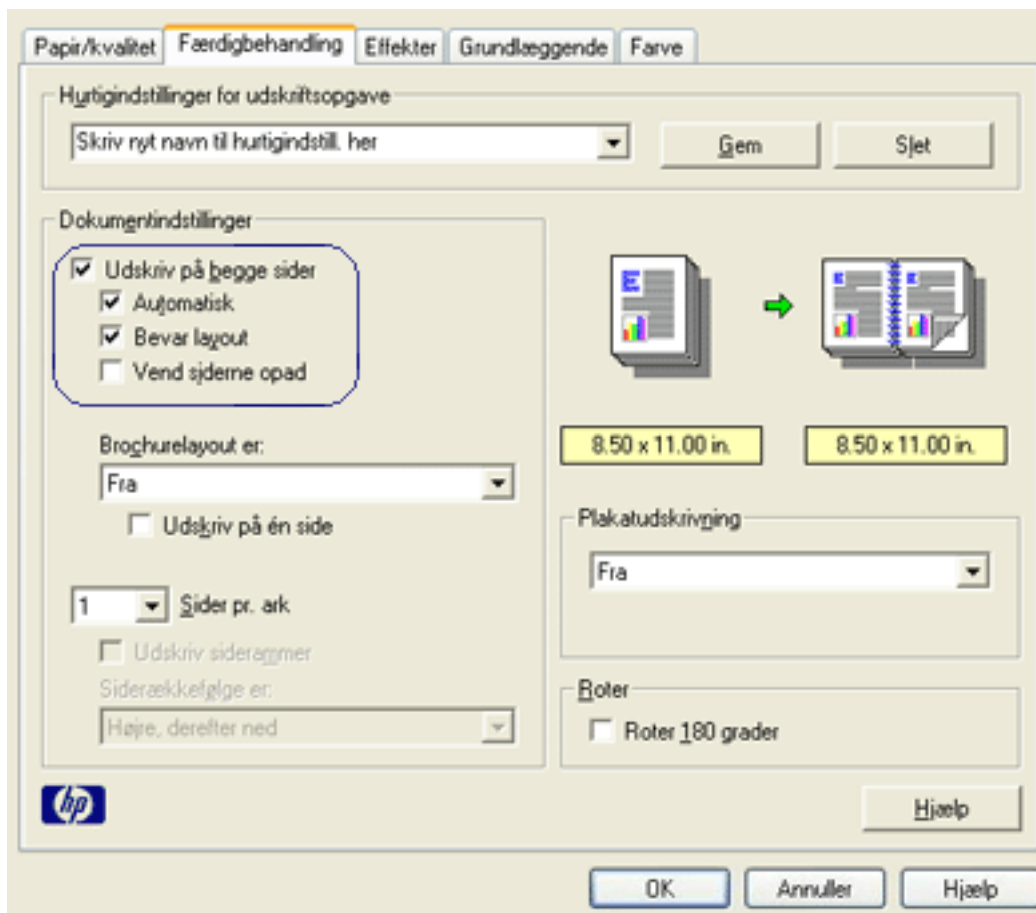 Papir/kvalitet Færdigbehandling Effekter Grundlæggende Farve
Hurtigindstillinger for udskriftsopgave
Skriv nyt navn til hurtigindstill. her
Gem
Slet
Dokumentindstillinger
Udskriv på begge sider
Automatisk
Bevar layout
Vend siderne opad
Brochurelayout er:
Fra
Udskriv på én side
1 Sider pr. ark
Udskriv siderammer
Siderækkefølge er:
Højre, derefter ned
8.50 x 11.00 in.
8.50 x 11.00 in.
Plakatudskrivning
Fra
Roter
Roter 180 grader
hp
Hjælp
OK
Annuller
Hjælp